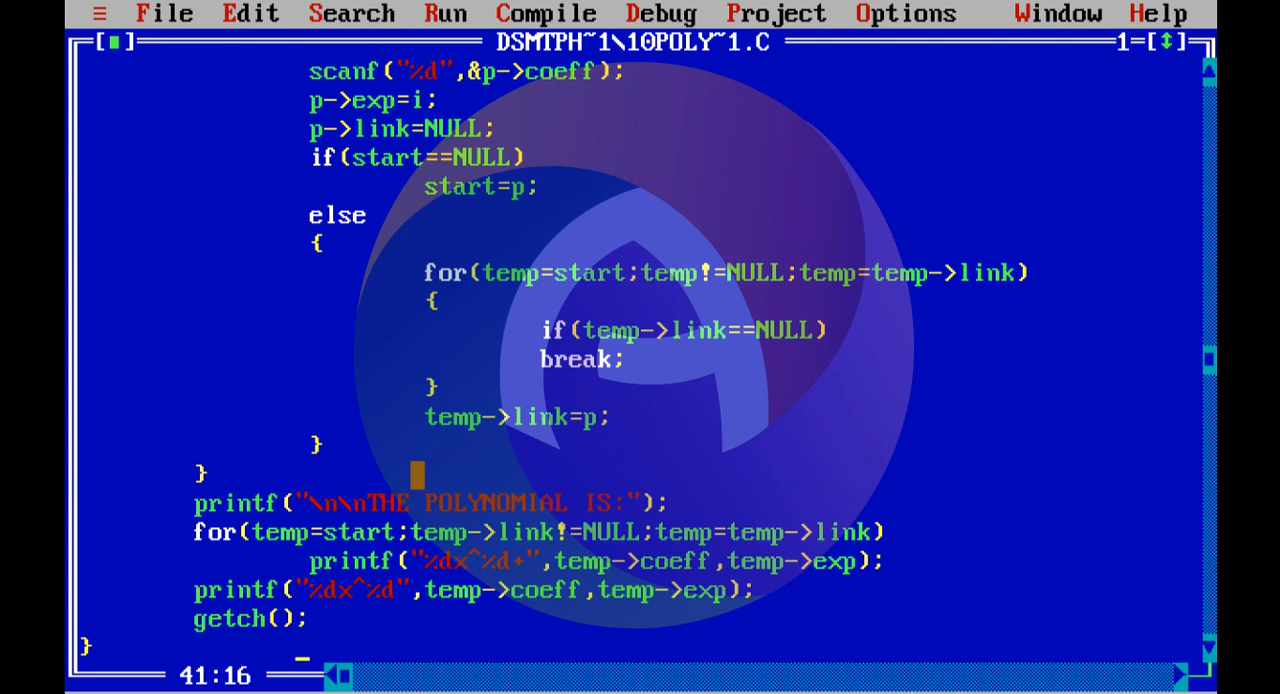 ≡ File Edit Search Run Compile Debug Project Options Window Help
[■] DSMTPH~1\10POLY~1.C 1=[↕]
scanf("%d",&p->coeff);
p->exp=i;
p->link=NULL;
if(start==NULL)
start=p;
else
{
for(temp=start;temp!=NULL;temp=temp->link)
{
if(temp->link==NULL)
break;
}
temp->link=p;
}
}
printf("\n\nTHE POLYNOMIAL IS:");
for(temp=start;temp->link!=NULL;temp=temp->link)
printf("%dx^%d+",temp->coeff,temp->exp);
printf("%dx^%d",temp->coeff,temp->exp);
getch();
}
41:16